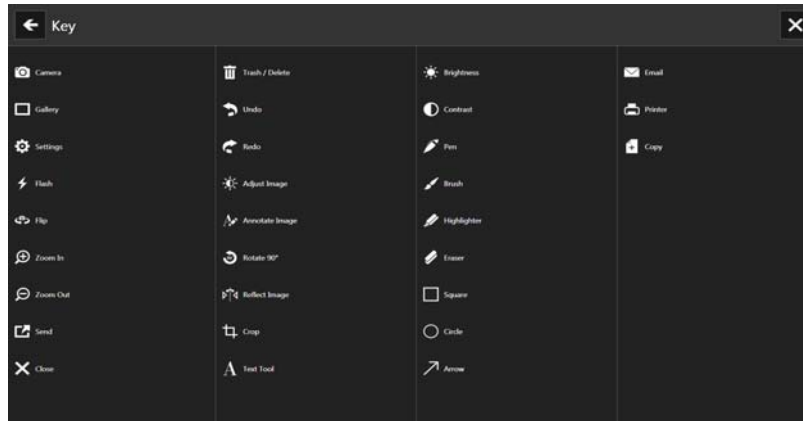 Key
Camera
Gallery
Settings
Flash
Flip
Zoom In
Zoom Out
Send
Close
Trash / Delete
Undo
Redo
Adjust Image
Annotate Image
Rotate 90°
Reflect Image
Crop
Text Tool
Brightness
Contrast
Pen
Brush
Highlighter
Eraser
Square
Circle
Arrow
Email
Printer
Copy